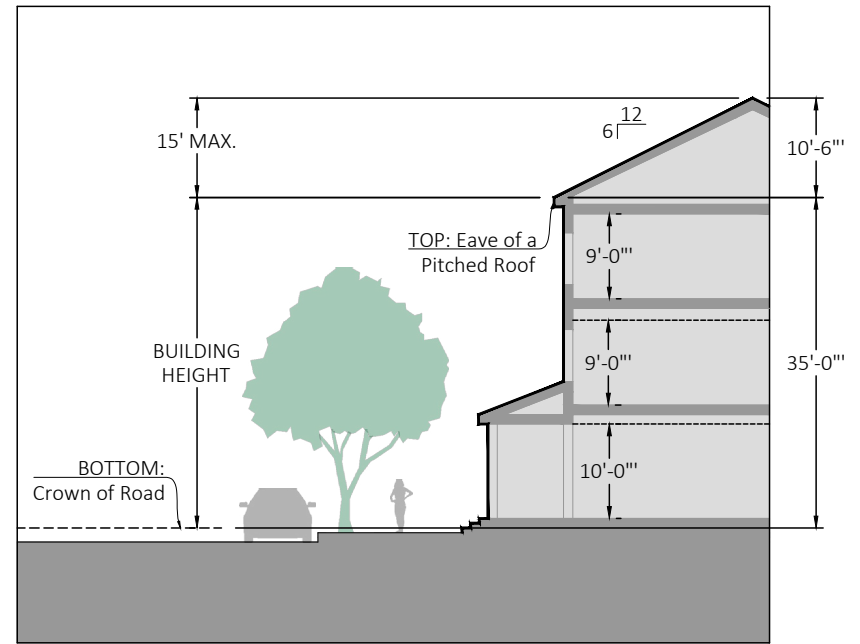 15' MAX.
12
6
10'-6"'
TOP: Eave of a
Pitched Roof
9'-0"'
BUILDING
HEIGHT
9'-0"'
35'-0"'
BOTTOM:
Crown of Road
10'-0"'